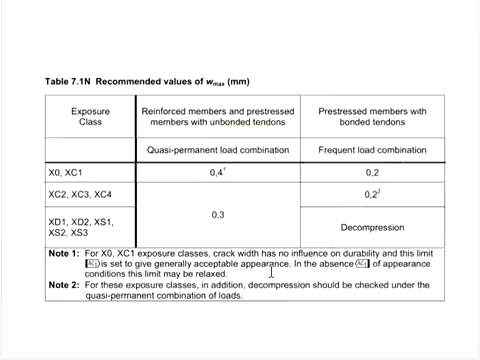 Table 7.1N Recommended values of wmax (mm)
Exposure Class
Reinforced members and prestressed members with unbonded tendons
Prestressed members with bonded tendons
Quasi-permanent load combination
Frequent load combination
X0, XC1
0,4¹
0,2
XC2, XC3, XC4
0,2²
0.3
XD1, XD2, XS1,
XS2. XS3
Decompression
Note 1: For X0, XC1 exposure classes, crack width has no influence on durability and this limit
AC1 is set to give generally acceptable appearance. In the absence AC1 of appearance
conditions this limit may be relaxed.
Note 2: For these exposure classes, in addition, decompression should be checked under the
quasi-permanent combination of loads.